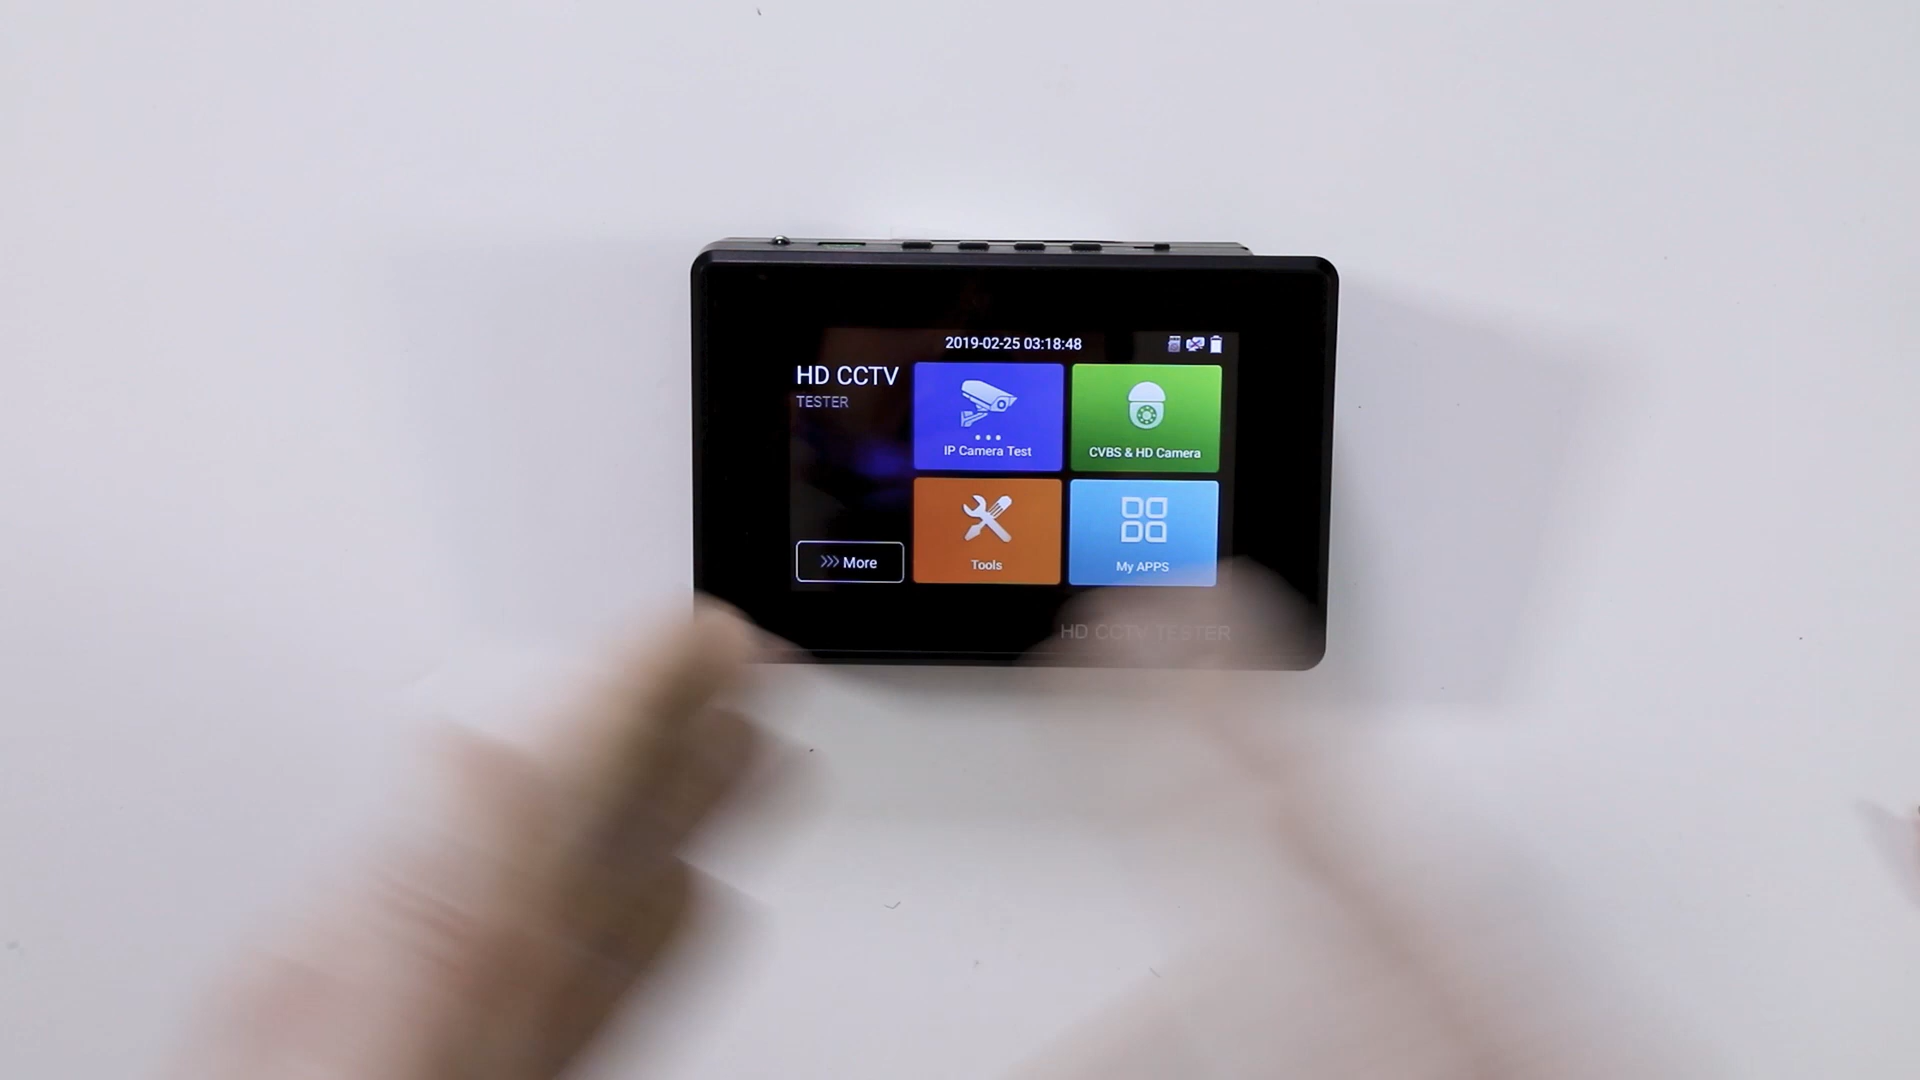 2019-02-25 03:18:48
HD CCTV
TESTER
IP Camera Test
CVBS & HD Camera
More
Tools
My APPS
HD CCTV TESTER